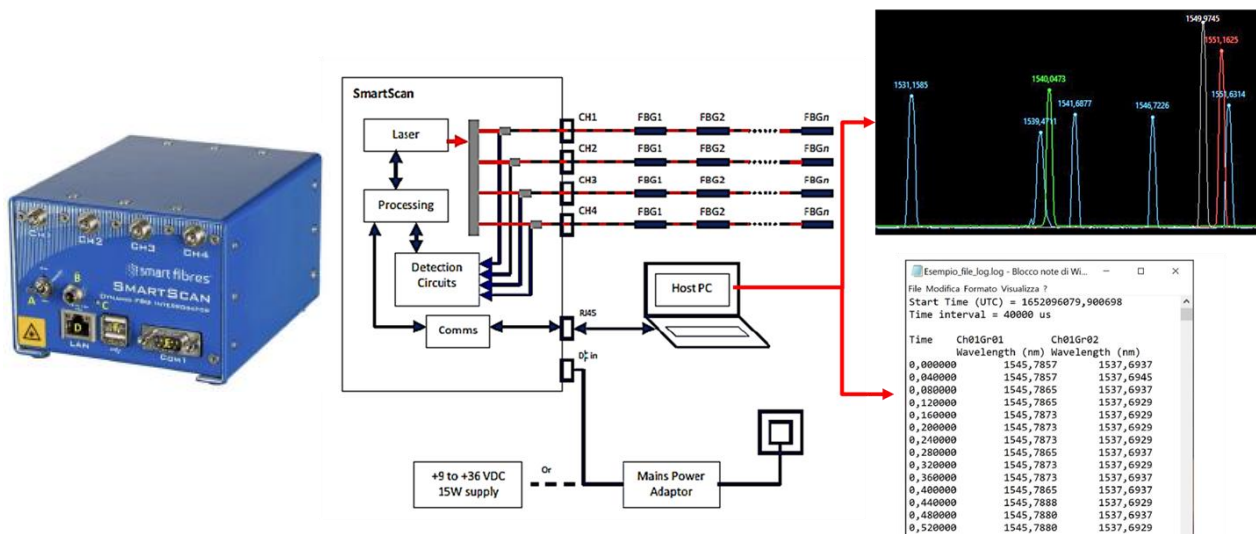 CH1
CH2
CH3
CH4
smart fibres
SMARTSCAN
DYNAMIC FBG INTERROGATOR
A
B
C
D
E
LAN
COM1
SmartScan
Laser
Processing
Detection
Circuits
Comms
CH1
FBG1
FBG2
FBGn
CH2
FBG1
FBG2
FBGn
CH3
FBG1
FBG2
FBGn
CH4
FBG1
FBG2
FBGn
Host PC
RJ45
in
+9 to +36 VDC
15W supply
Or
Mains Power
Adaptor
1531,1585
1539,4711
1540,0473
1541,6877
1546,7226
1549,9745
1551,1625
1551,6314
Esempio_file_log.log - Blocco note di Wi...
File Modifica Formato Visualizza ?
Start Time (UTC) = 1652096079,900698
Time interval = 40000 us
Time Ch01Gr01 Ch01Gr02
Wavelength (nm) Wavelength (nm)
0,000000 1545,7857 1537,6937
0,040000 1545,7857 1537,6945
0,080000 1545,7865 1537,6937
0,120000 1545,7865 1537,6929
0,160000 1545,7873 1537,6929
0,200000 1545,7873 1537,6929
0,240000 1545,7873 1537,6929
0,280000 1545,7865 1537,6937
0,320000 1545,7873 1537,6929
0,360000 1545,7873 1537,6937
0,400000 1545,7865 1537,6937
0,440000 1545,7888 1537,6929
0,480000 1545,7880 1537,6937
0,520000 1545,7880 1537,6929